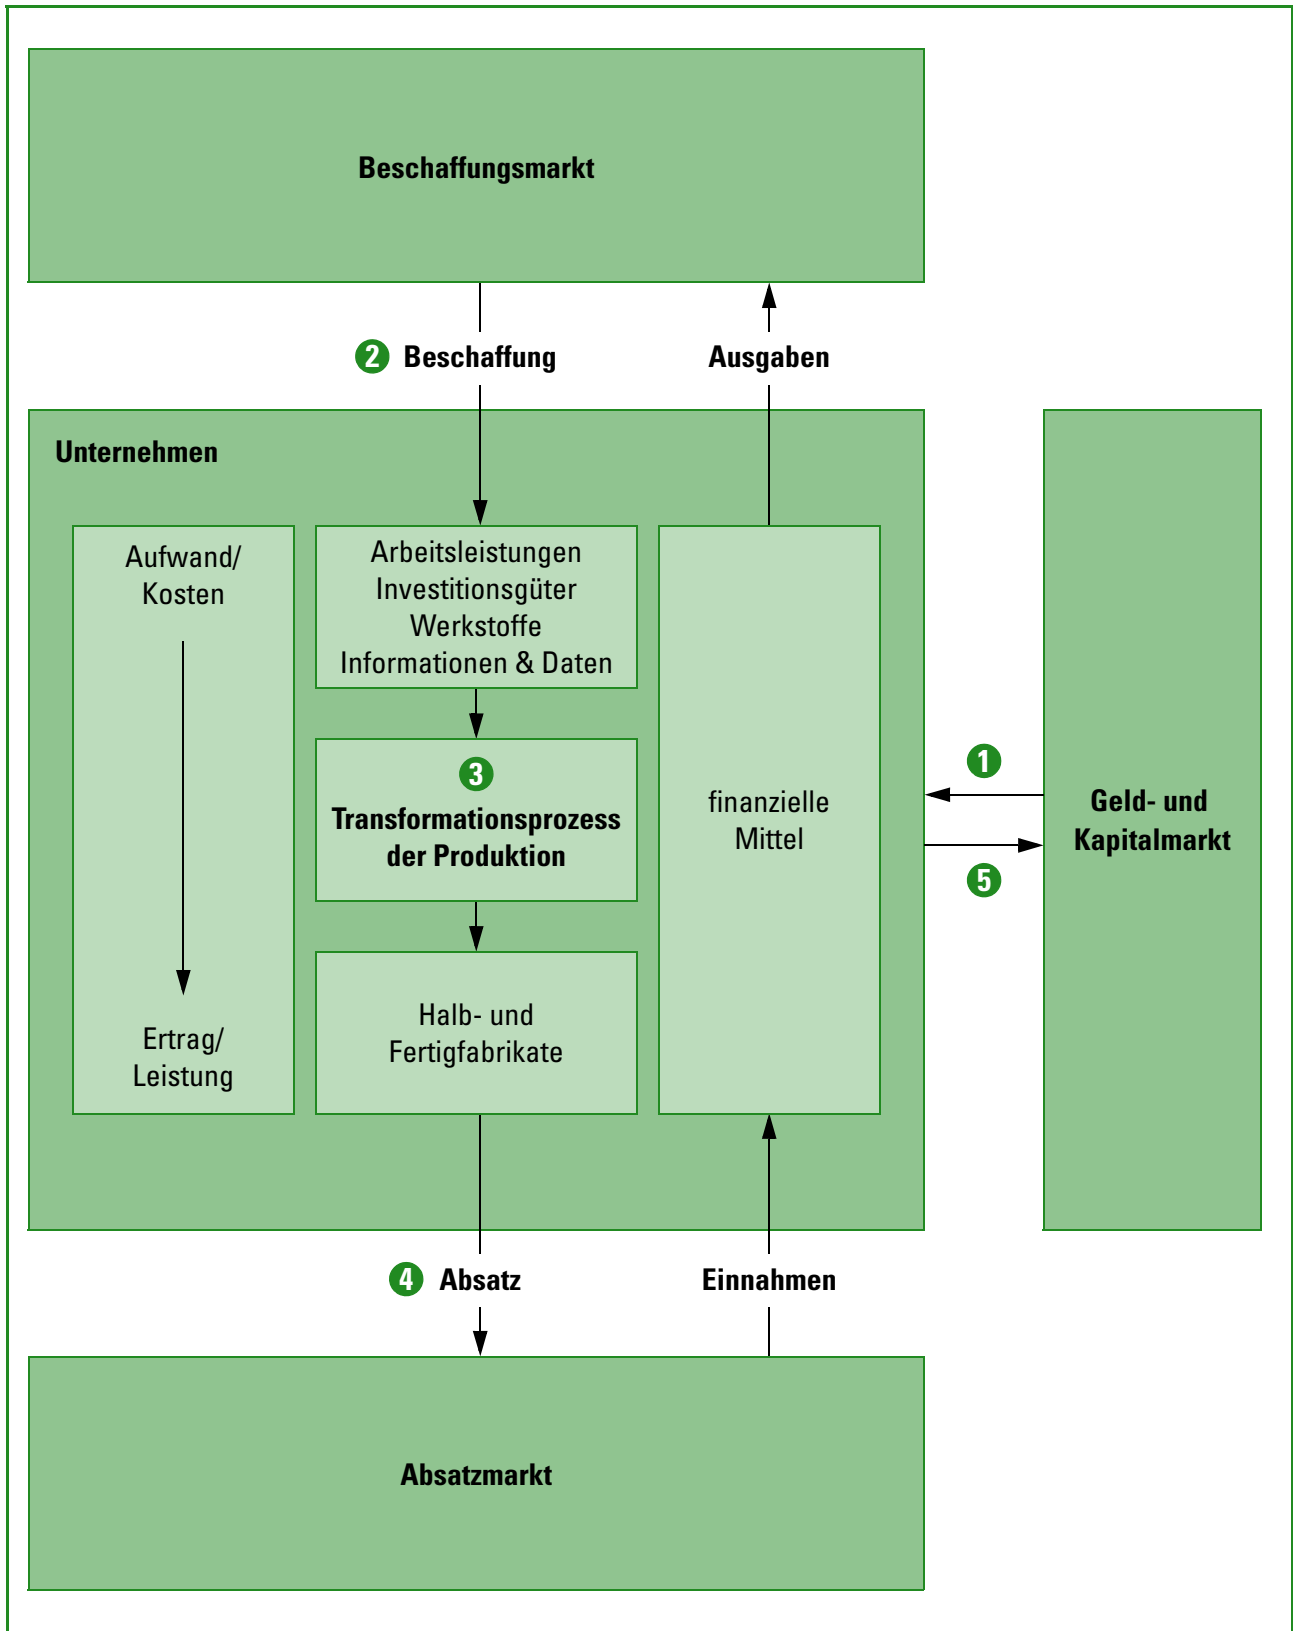 Beschaffungsmarkt
2 Beschaffung
Ausgaben
Unternehmen
Aufwand/
Kosten
Ertrag/
Leistung
Arbeitsleistungen
Investitionsgüter
Werkstoffe
Informationen & Daten
3
Transformationsprozess
der Produktion
Halb- und
Fertigfabrikate
finanzielle
Mittel
1
5
Geld- und
Kapitalmarkt
4 Absatz
Einnahmen
Absatzmarkt